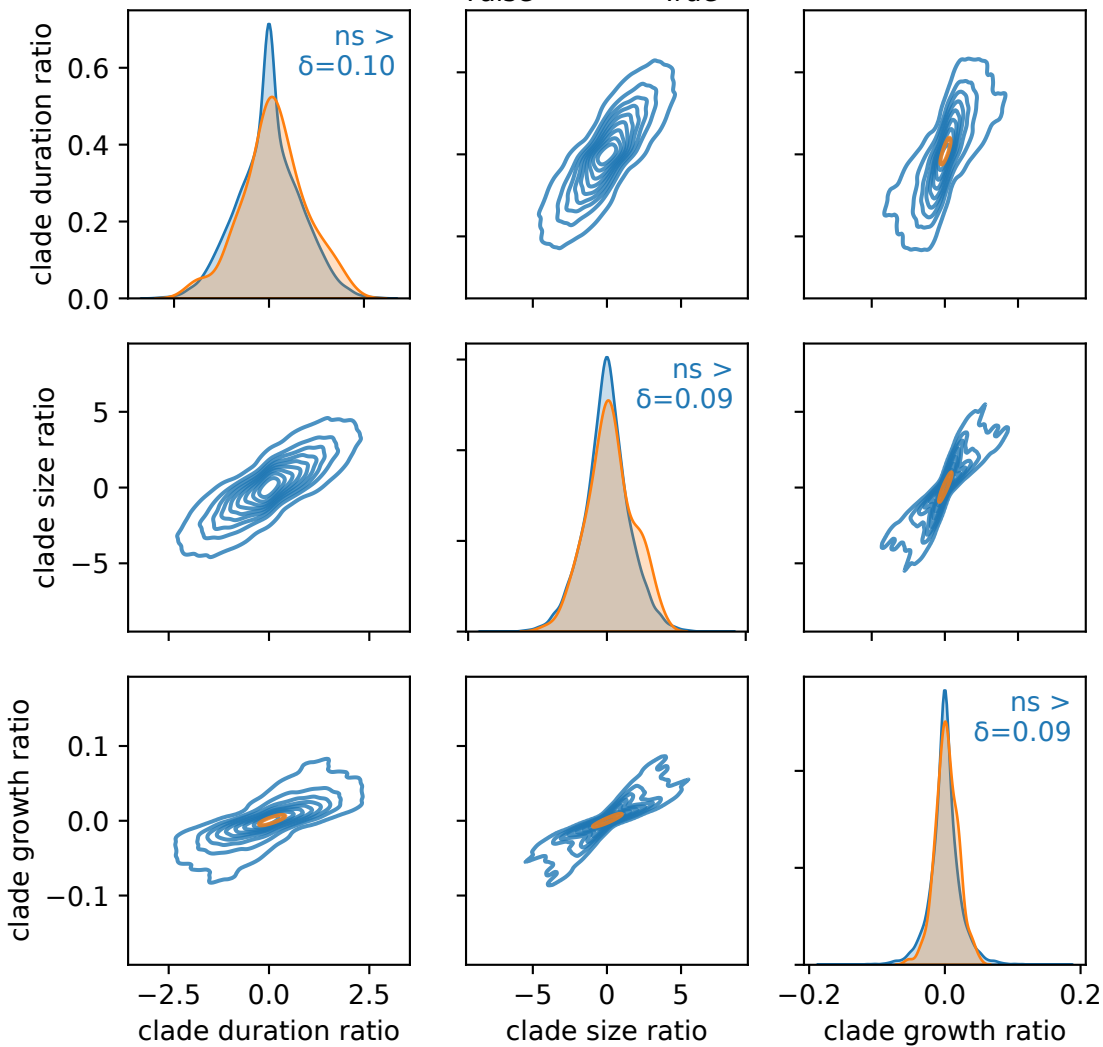 clade duration ratio
0.6
0.4
0.2
0.0
ns >
δ=0.10
clade size ratio
5
0
−5
ns >
δ=0.09
clade growth ratio
0.1
0.0
−0.1
ns >
δ=0.09
−2.5 0.0 2.5
−5 0 5
−0.2 0.0 0.2
clade duration ratio
clade size ratio
clade growth ratio